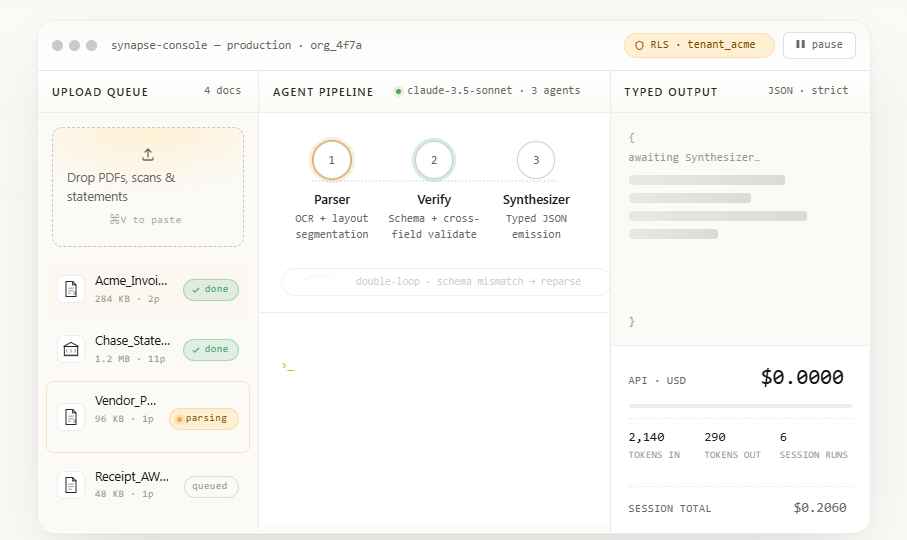 synapse-console — production · org_4f7a
RLS · tenant_acme
pause
UPLOAD QUEUE
4 docs
Drop PDFs, scans &
statements
⌘V to paste
Acme_Invoi...
284 KB · 2p
done
Chase_State...
1.2 MB · 11p
done
Vendor_P...
96 KB · 1p
parsing
Receipt_AW...
48 KB · 1p
queued
AGENT PIPELINE
claude-3.5-sonnet · 3 agents
1
2
3
Parser
Verify
Synthesizer
OCR + layout
segmentation
Schema + cross-
field validate
Typed JSON
emission
double-loop · schema mismatch → reparse
›_
TYPED OUTPUT
JSON · strict
{
awaiting Synthesizer…
}
API · USD
$0.0000
2,140
290
6
TOKENS IN
TOKENS OUT
SESSION RUNS
SESSION TOTAL
$0.2060